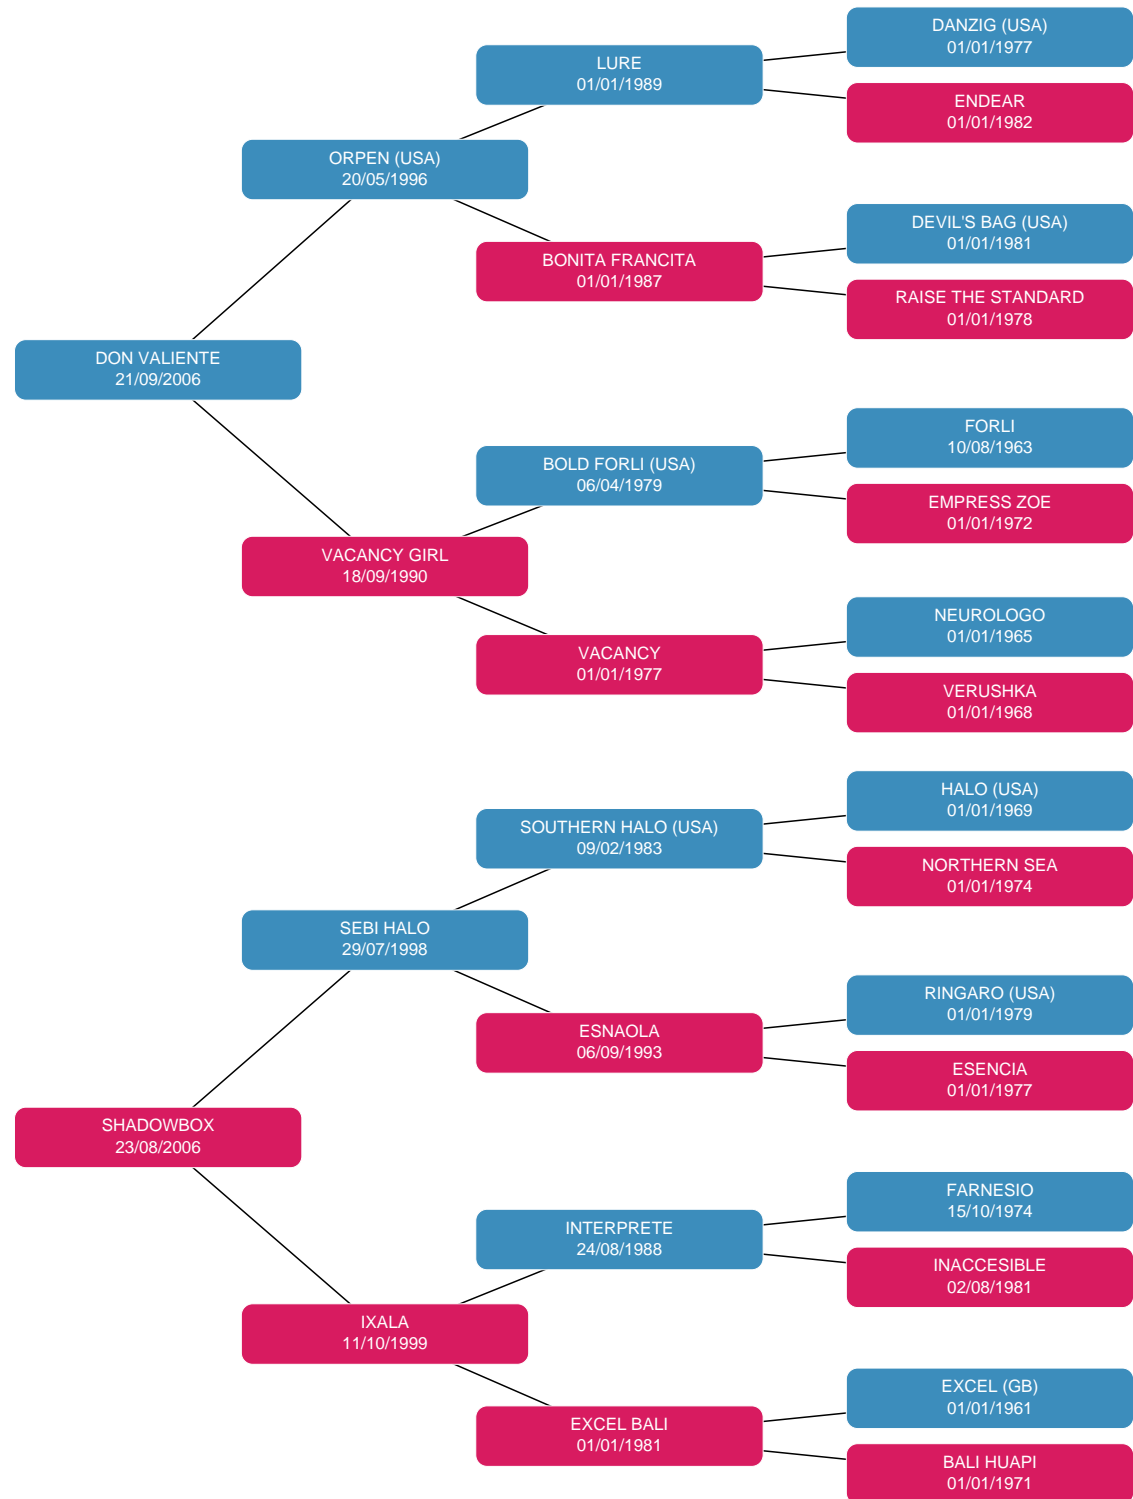 DANZIG (USA)
01/01/1977
LURE
01/01/1989
ENDEAR
01/01/1982
ORPEN (USA)
20/05/1996
DEVIL'S BAG (USA)
01/01/1981
BONITA FRANCITA
01/01/1987
RAISE THE STANDARD
01/01/1978
DON VALIENTE
21/09/2006
FORLI
10/08/1963
BOLD FORLI (USA)
06/04/1979
EMPRESS ZOE
01/01/1972
VACANCY GIRL
18/09/1990
NEUROLOGO
01/01/1965
VACANCY
01/01/1977
VERUSHKA
01/01/1968
HALO (USA)
01/01/1969
SOUTHERN HALO (USA)
09/02/1983
NORTHERN SEA
01/01/1974
SEBI HALO
29/07/1998
RINGARO (USA)
01/01/1979
ESNAOLA
06/09/1993
ESENCIA
01/01/1977
SHADOWBOX
23/08/2006
FARNESIO
15/10/1974
INTERPRETE
24/08/1988
INACCESIBLE
02/08/1981
IXALA
11/10/1999
EXCEL (GB)
01/01/1961
EXCEL BALI
01/01/1981
BALI HUAPI
01/01/1971